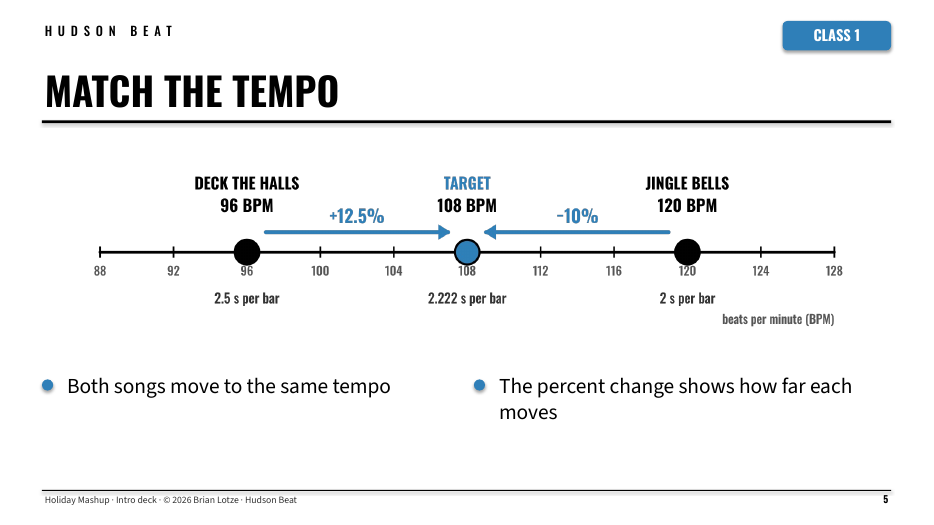 HUDSON BEAT
CLASS 1
MATCH THE TEMPO
DECK THE HALLS
96 BPM
TARGET
108 BPM
JINGLE BELLS
120 BPM
+12.5%
−10%
88 92 96 100 104 108 112 116 120 124 128
2.5 s per bar
2.222 s per bar
2 s per bar
beats per minute (BPM)
Both songs move to the same tempo
The percent change shows how far each
moves
Holiday Mashup · Intro deck · © 2026 Brian Lotze · Hudson Beat
5